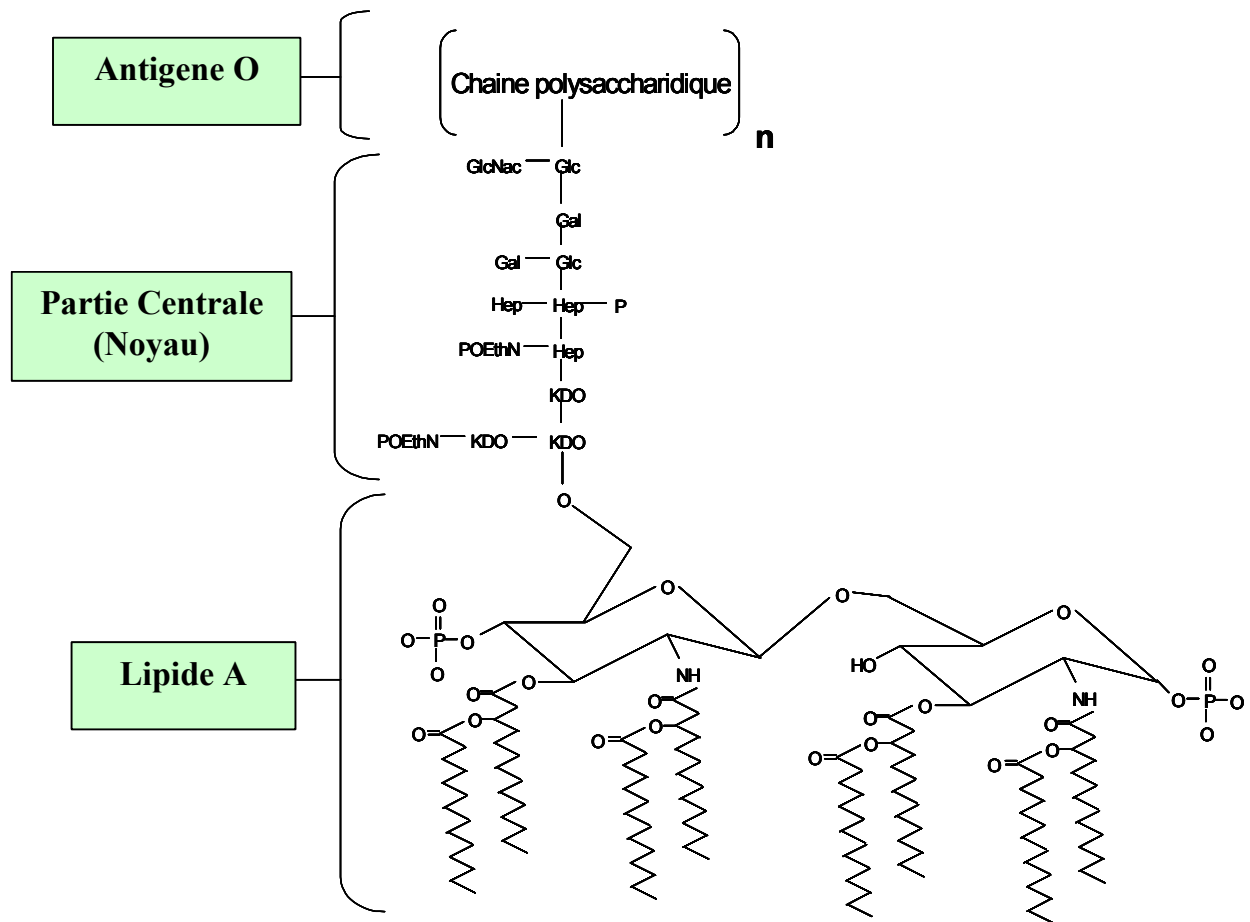 Antigene O
Chaine polysaccharidique
n
GlcNac Glc
Gal
Gal Glc
Partie Centrale
(Noyau)
Hep Hep P
POEthN Hep
KDO
POEthN KDO KDO
O
Lipide A
O O O
O
O P O
O
HO
O
NH
O
O P O
O
O O
NH
O O
O O
O O
O O
O O
O O